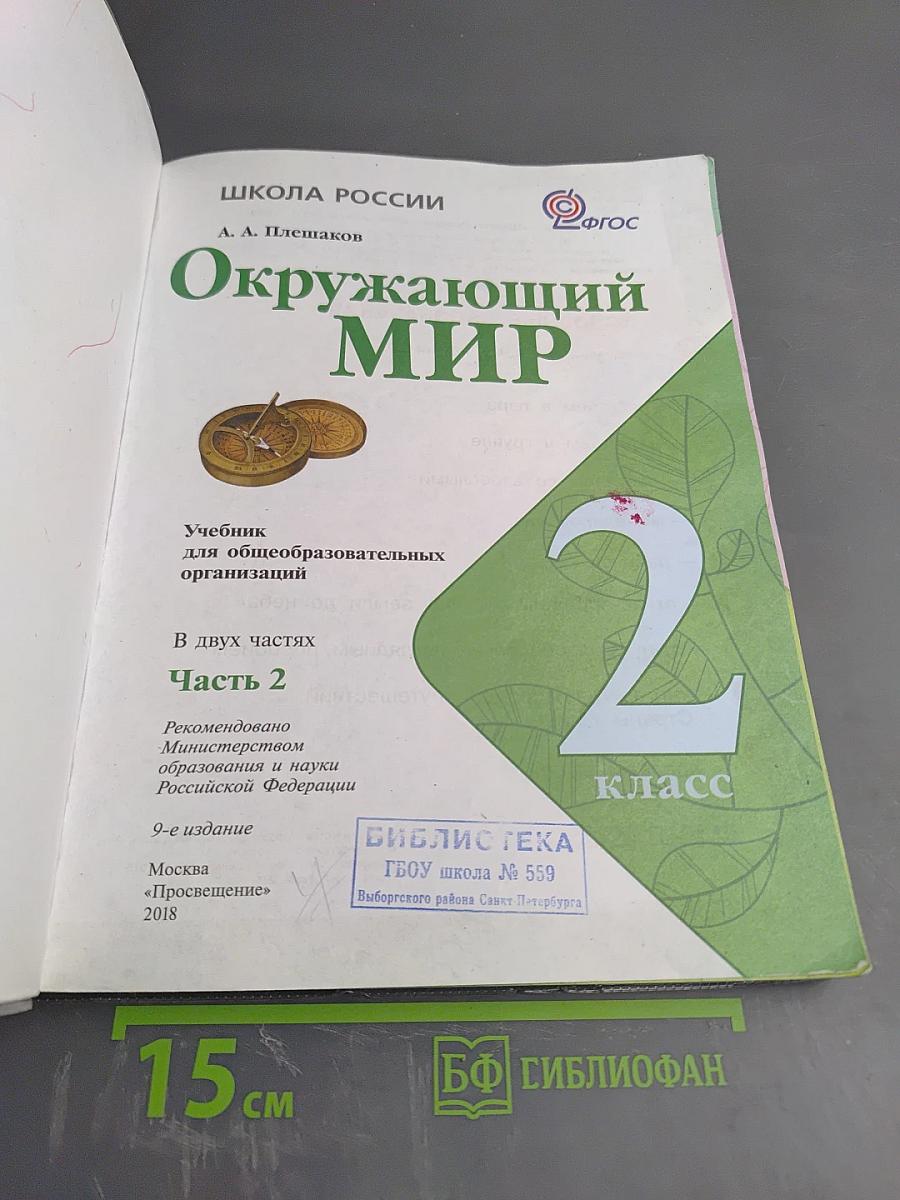 ШКОЛА РОССИИ
ФГОС
А. А. Плешаков
Окружающий
МИР
Учебник
для общеобразовательных
организаций
В двух частях
Часть 2
Рекомендовано
Министерством
образования и науки
Российской Федерации
9-е издание
Москва
«Просвещение»
2018
2
класс
БИБЛИОТЕКА
ГБОУ школа № 559
Выборгского района Санкт-Петербурга
15 см
БФ БИБЛИОФАН